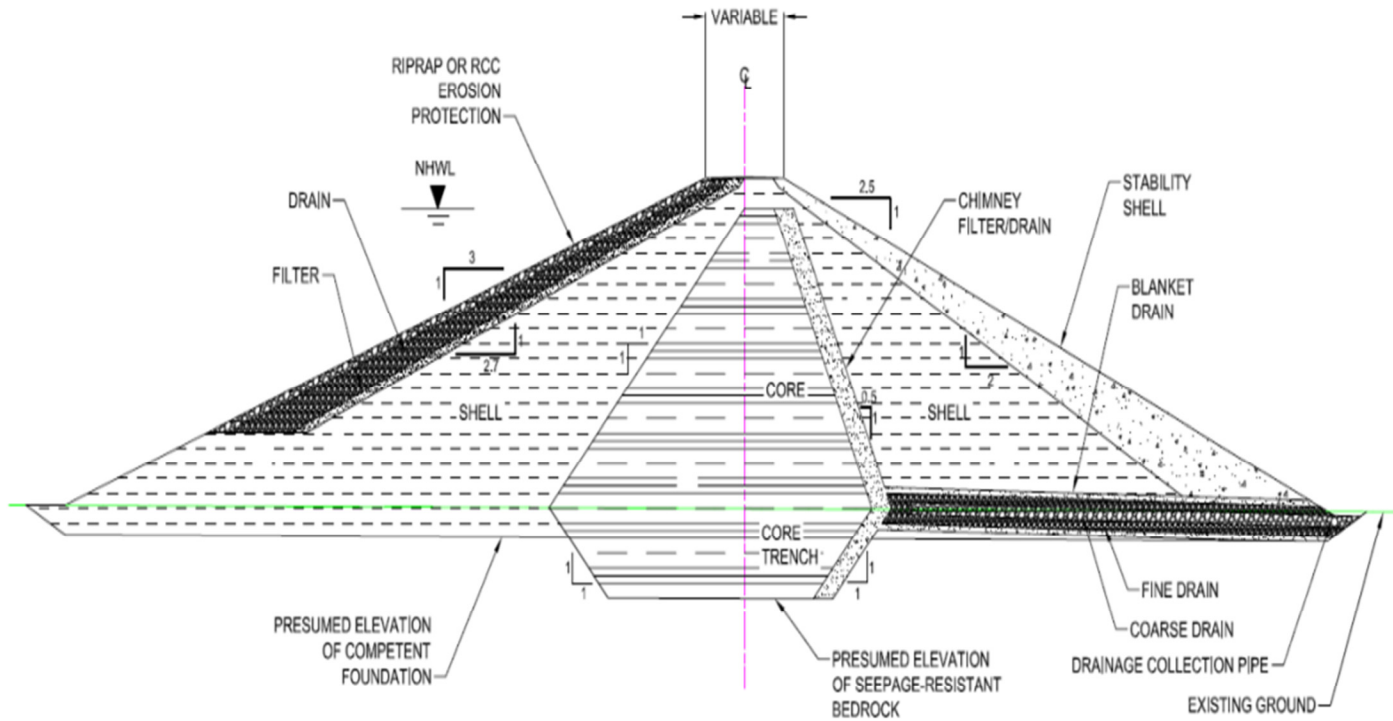 VARIABLE
℄
RIPRAP OR RCC
EROSION
PROTECTION
NHWL
DRAIN
FILTER
3
1
1
2.7
1
1
2.5
1
CHIMNEY
FILTER/DRAIN
STABILITY
SHELL
BLANKET
DRAIN
1
2
SHELL
CORE
0.5
1
SHELL
CORE
TRENCH
1
1
1
1
PRESUMED ELEVATION
OF COMPETENT
FOUNDATION
PRESUMED ELEVATION
OF SEEPAGE-RESISTANT
BEDROCK
FINE DRAIN
COARSE DRAIN
DRAINAGE COLLECTION PIPE
EXISTING GROUND